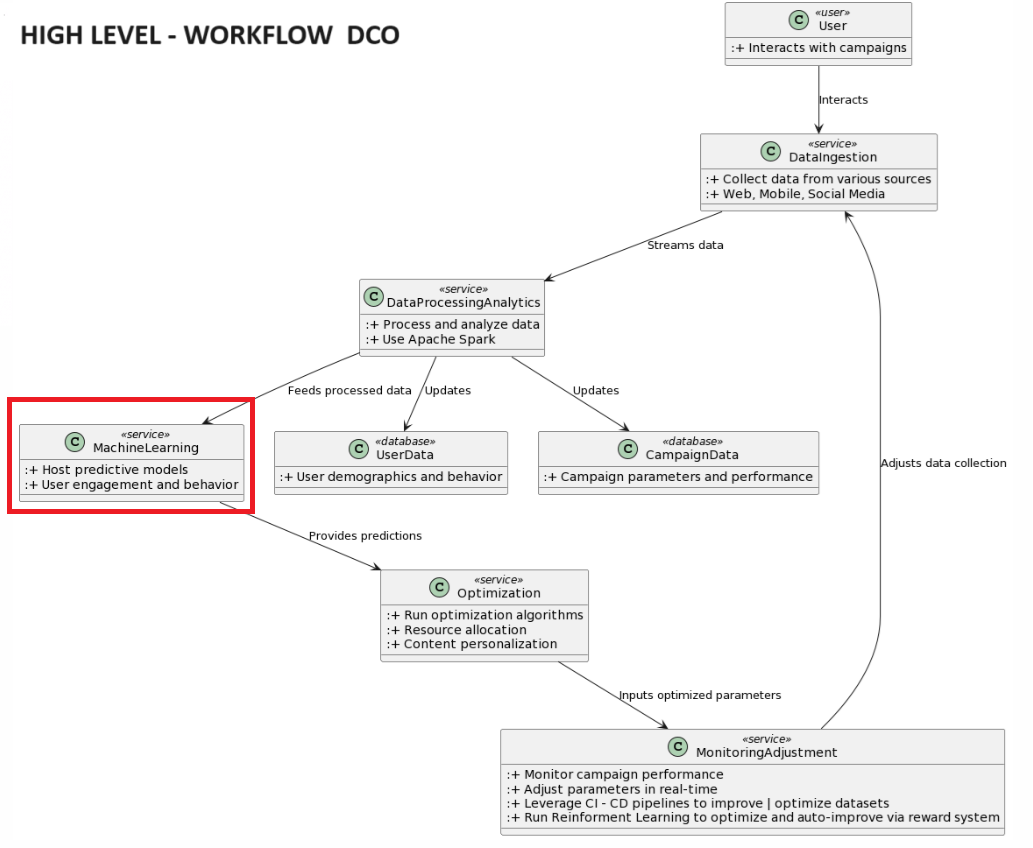 HIGH LEVEL - WORKFLOW DCO
C
«user»
User
:+ Interacts with campaigns
Interacts
C
«service»
DataIngestion
:+ Collect data from various sources
:+ Web, Mobile, Social Media
Streams data
C
«service»
DataProcessingAnalytics
:+ Process and analyze data
:+ Use Apache Spark
Feeds processed data
Updates
Updates
C
«service»
MachineLearning
:+ Host predictive models
:+ User engagement and behavior
C
«database»
UserData
:+ User demographics and behavior
C
«database»
CampaignData
:+ Campaign parameters and performance
Adjusts data collection
Provides predictions
C
«service»
Optimization
:+ Run optimization algorithms
:+ Resource allocation
:+ Content personalization
Inputs optimized parameters
C
«service»
MonitoringAdjustment
:+ Monitor campaign performance
:+ Adjust parameters in real-time
:+ Leverage CI - CD pipelines to improve | optimize datasets
:+ Run Reinforment Learning to optimize and auto-improve via reward system